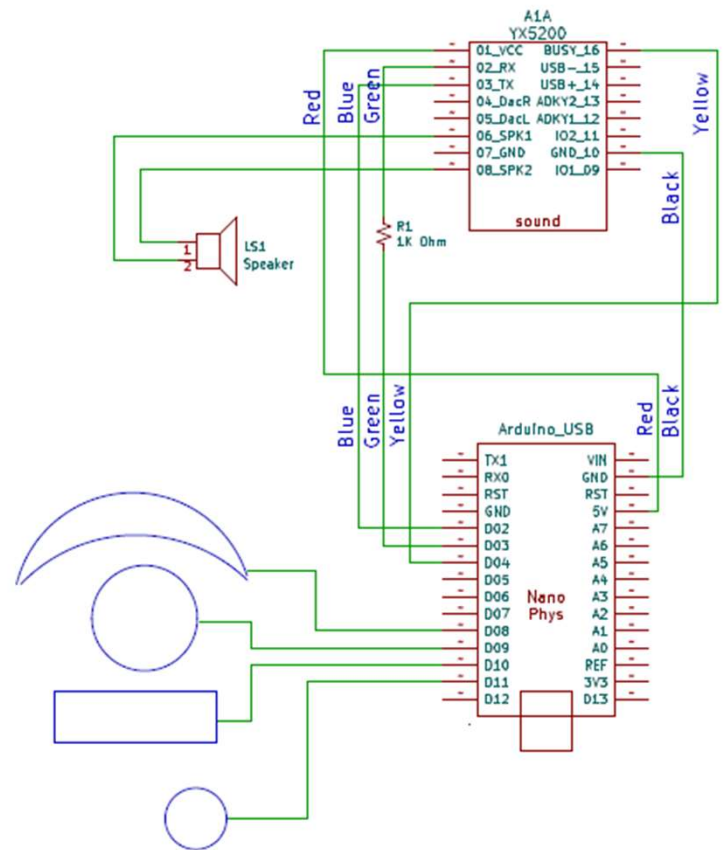 A1A
YX5200
01_VCC BUSY_16
02_RX USB-_15
03_TX USB+_14
04_DacR ADKY2_13
05_DacL ADKY1_12
06_SPK1 IO2_11
07_GND GND_10
08_SPK2 IO1_09
sound
Red
Blue
Green
Yellow
Black
R1
1K Ohm
1
2
LS1
Speaker
Blue
Green
Yellow
Red
Black
Arduino_USB
TX1 VIN
RX0 GND
RST RST
GND 5V
D02 A7
D03 A6
D04 A5
D05 A4
D06 A3
D07 A2
D08 A1
D09 A0
D10 REF
D11 3V3
D12 D13
Nano
Phys